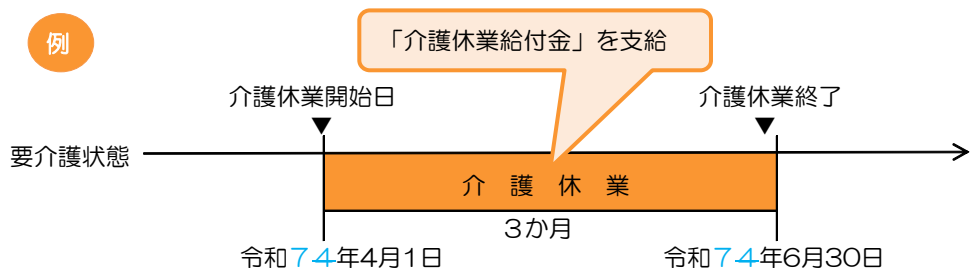 例
「介護休業給付金」を支給
介護休業開始日
介護休業終了
要介護状態
介 護 休 業
3か月
令和7 4年4月1日
令和7 4年6月30日